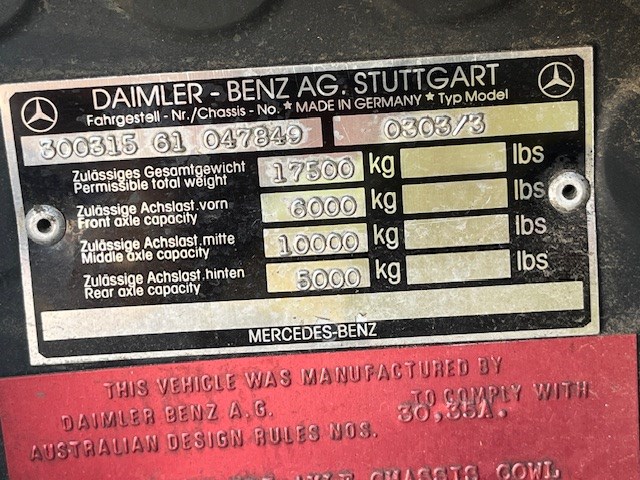 DAIMLER - BENZ AG. STUTTGART
Fahrgestell - Nr./Chassis - No. * MADE IN GERMANY * Typ Model
300315 61 047849 0303/3
Zulässiges Gesamtgewicht 17500 kg lbs
Permissible total weight
Zulässige Achslast.vorn 6000 kg lbs
Front axle capacity
Zulässige Achslast.mitte 10000 kg lbs
Middle axle capacity
Zulässige Achslast.hinten 5000 kg lbs
Rear axle capacity
MERCEDES-BENZ
THIS VEHICLE WAS MANUFACTURED BY
DAIMLER BENZ A.G. TO COMPLY WITH
AUSTRALIAN DESIGN RULES NOS. 30,35A.
AXLE CHASSIS COWL